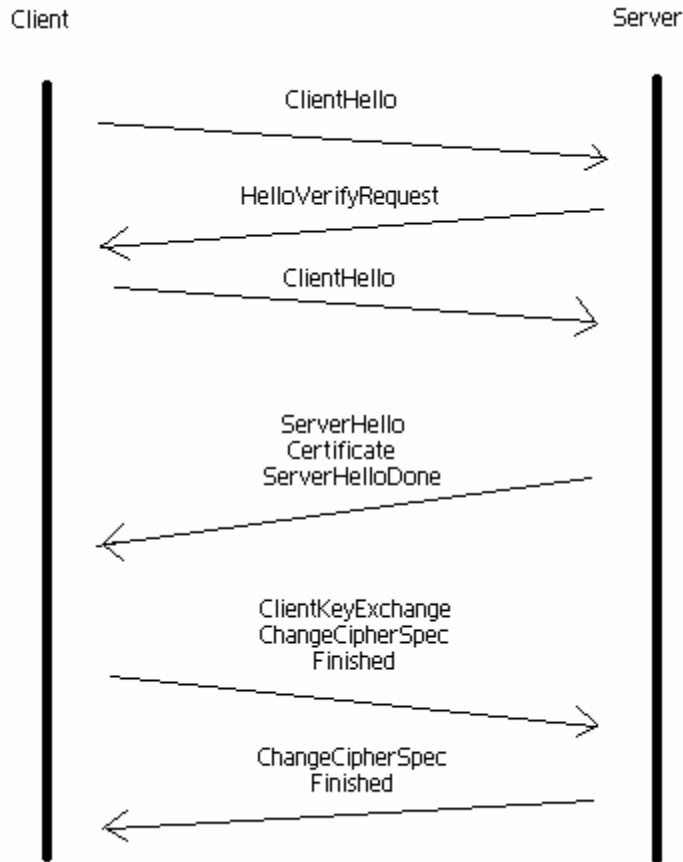 Client
Server
ClientHello
HelloVerifyRequest
ClientHello
ServerHello
Certificate
ServerHelloDone
ClientKeyExchange
ChangeCipherSpec
Finished
ChangeCipherSpec
Finished